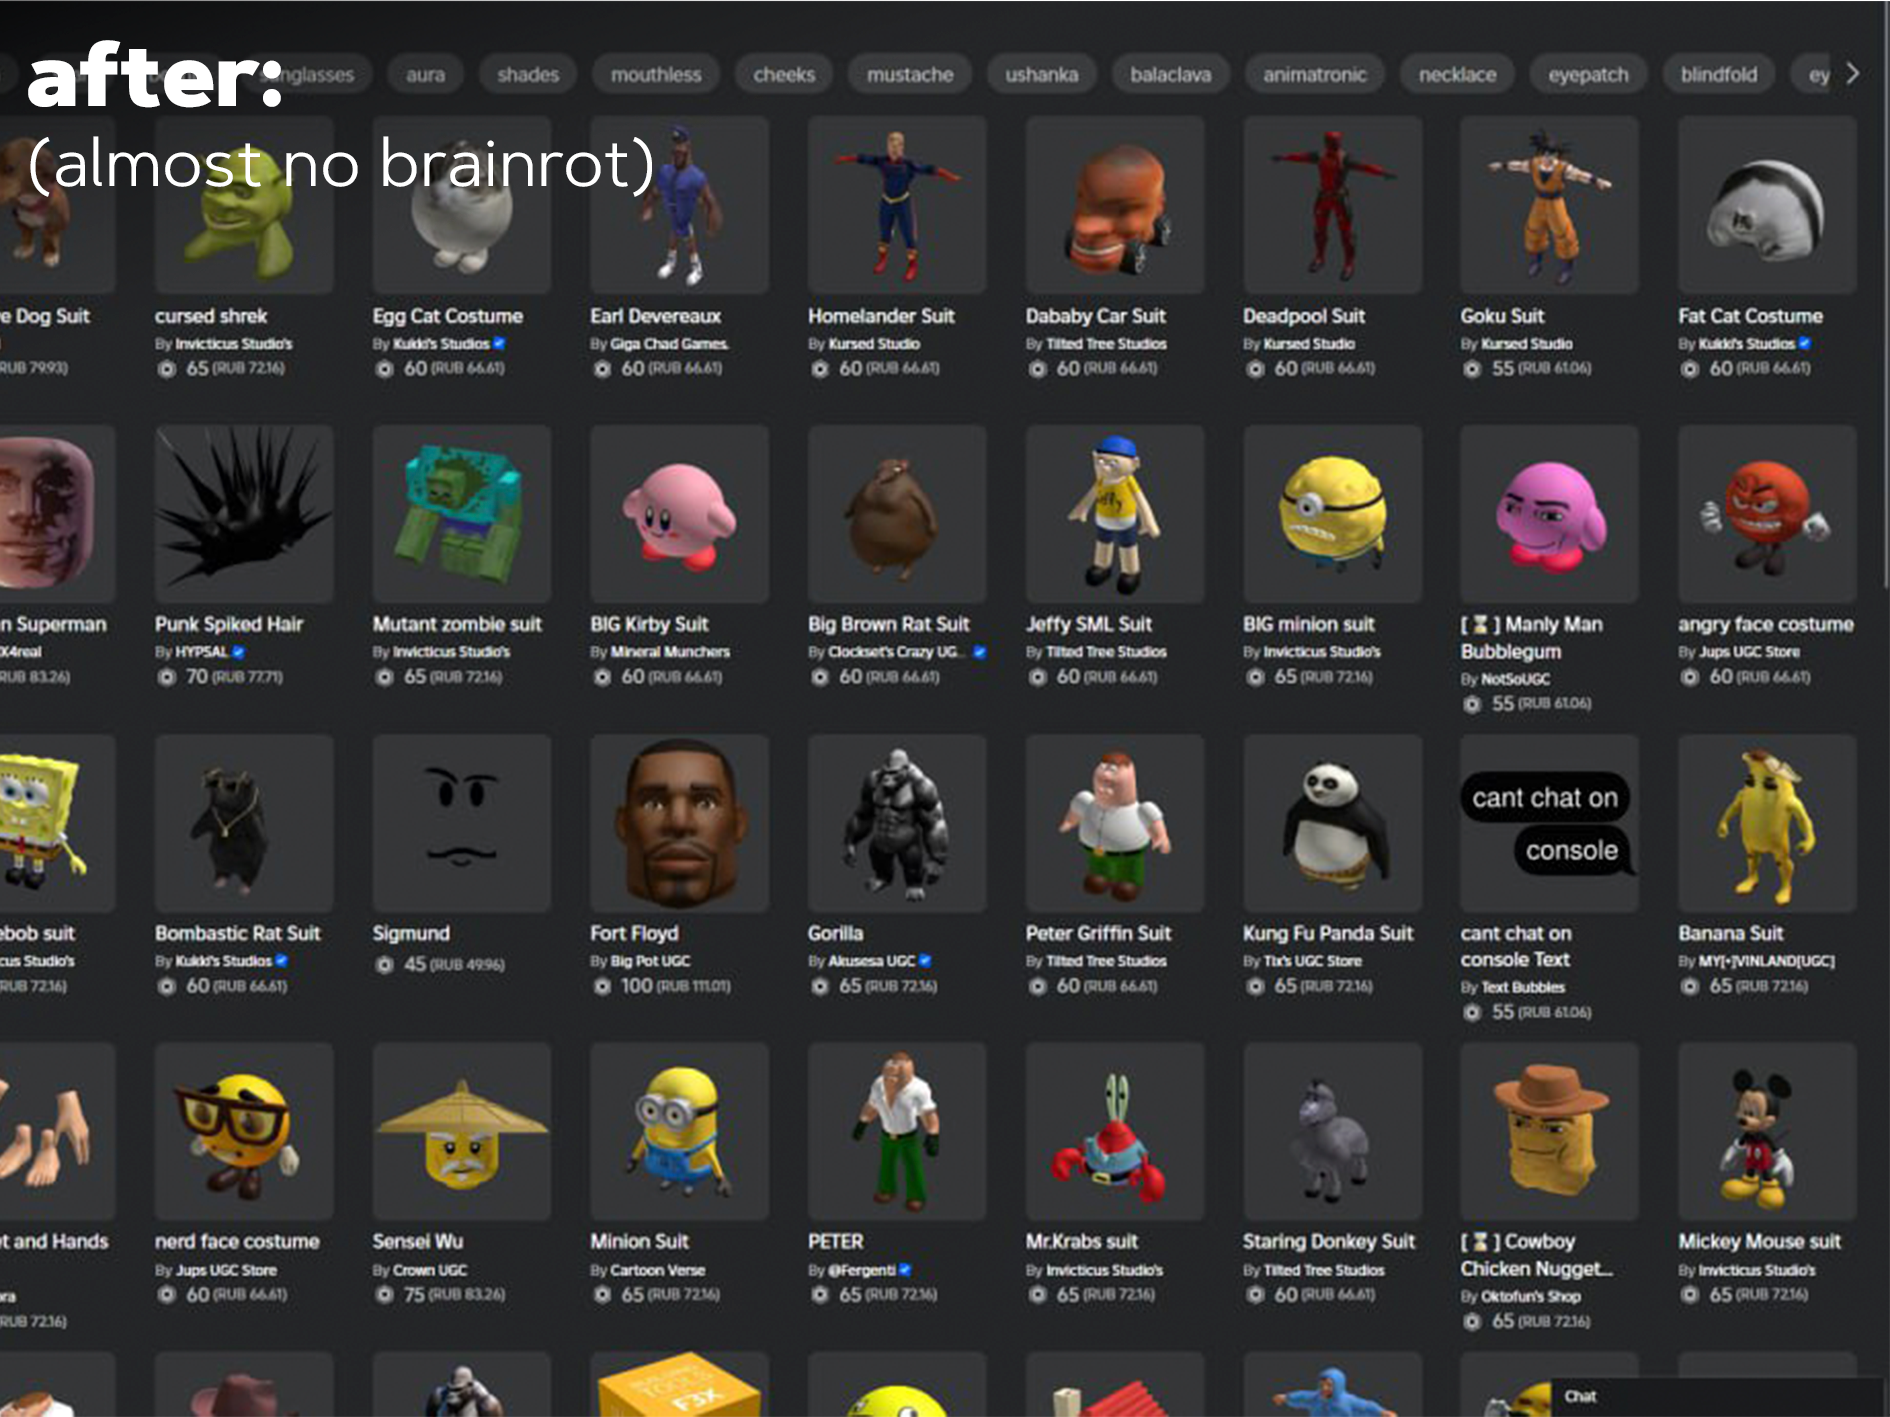 after:
(almost no brainrot)
aura
shades
mouthless
cheeks
mustache
ushanka
balaclava
animatronic
necklace
eyepatch
blindfold
ey
e Dog Suit
cursed shrek
Egg Cat Costume
Earl Devereaux
Homelander Suit
Dababy Car Suit
Deadpool Suit
Goku Suit
Fat Cat Costume
By Invicticus Studio's
By Kukki's Studios
By Giga Chad Games.
By Kursed Studio
By Tilted Tree Studios
By Kursed Studio
By Kursed Studio
By Kukki's Studios
RUB 79.93)
65 (RUB 72.16)
60 (RUB 66.61)
60 (RUB 66.61)
60 (RUB 66.61)
60 (RUB 66.61)
60 (RUB 66.61)
55 (RUB 61.06)
60 (RUB 66.61)
n Superman
Punk Spiked Hair
Mutant zombie suit
BIG Kirby Suit
Big Brown Rat Suit
Jeffy SML Suit
BIG minion suit
[⏳] Manly Man
Bubblegum
angry face costume
X4real
By HYPSAL
By Invicticus Studio's
By Mineral Munchers
By Clockset's Crazy UG...
By Tilted Tree Studios
By Invicticus Studio's
By NotSoUGC
By Jups UGC Store
RUB 83.26)
70 (RUB 77.71)
65 (RUB 72.16)
60 (RUB 66.61)
60 (RUB 66.61)
60 (RUB 66.61)
65 (RUB 72.16)
55 (RUB 61.06)
60 (RUB 66.61)
cant chat on
console
ebob suit
Bombastic Rat Suit
Sigmund
Fort Floyd
Gorilla
Peter Griffin Suit
Kung Fu Panda Suit
cant chat on
console Text
Banana Suit
cus Studio's
By Kukki's Studios
By Big Pot UGC
By Akusesa UGC
By Tilted Tree Studios
By Tix's UGC Store
By Text Bubbles
By MY[•]VINLAND[UGC]
RUB 72.16)
60 (RUB 66.61)
45 (RUB 49.96)
100 (RUB 111.01)
65 (RUB 72.16)
60 (RUB 66.61)
65 (RUB 72.16)
55 (RUB 61.06)
65 (RUB 72.16)
t and Hands
nerd face costume
Sensei Wu
Minion Suit
PETER
Mr.Krabs suit
Staring Donkey Suit
[⏳] Cowboy
Chicken Nugget...
Mickey Mouse suit
ora
By Jups UGC Store
By Crown UGC
By Cartoon Verse
By @Fergenti
By Invicticus Studio's
By Tilted Tree Studios
By Oktofun's Shop
By Invicticus Studio's
RUB 72.16)
60 (RUB 66.61)
75 (RUB 83.26)
65 (RUB 72.16)
65 (RUB 72.16)
65 (RUB 72.16)
60 (RUB 66.61)
65 (RUB 72.16)
65 (RUB 72.16)
TOOLS
F3X
Chat